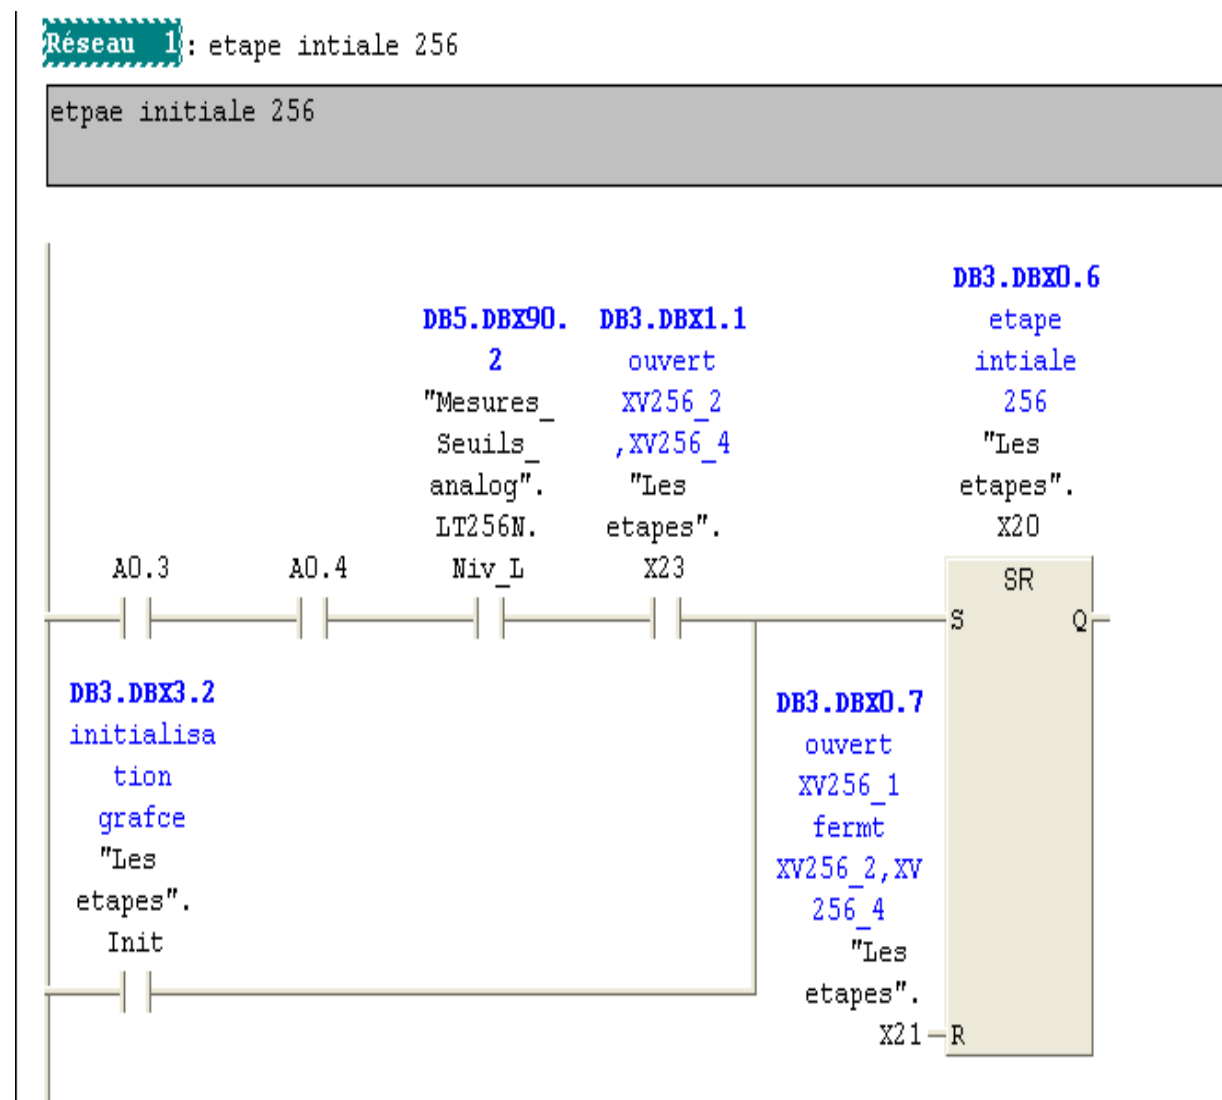 Réseau 1 : etape intiale 256
etpae initiale 256
DB3.DBX0.6
etape
intiale
256
"Les
etapes".
X20
DB5.DBX90.
2
"Mesures_
Seuils_
analog".
LT256N.
Niv_L
DB3.DBX1.1
ouvert
XV256_2
,XV256_4
"Les
etapes".
X23
A0.3
A0.4
SR
S
Q
DB3.DBX3.2
initialisa
tion
grafce
"Les
etapes".
Init
DB3.DBX0.7
ouvert
XV256_1
fermt
XV256_2,XV
256_4
"Les
etapes".
X21
R